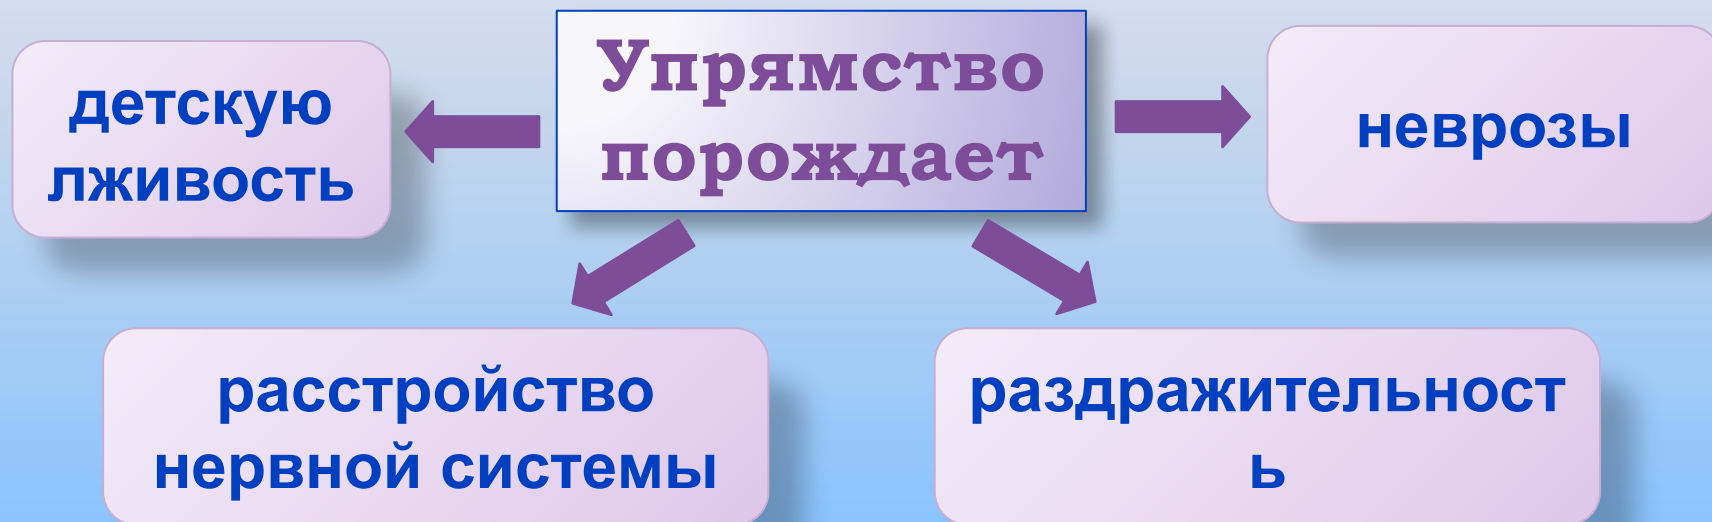 Упрямство
порождает
детскую
лживость
неврозы
расстройство
нервной системы
раздражительност
ь